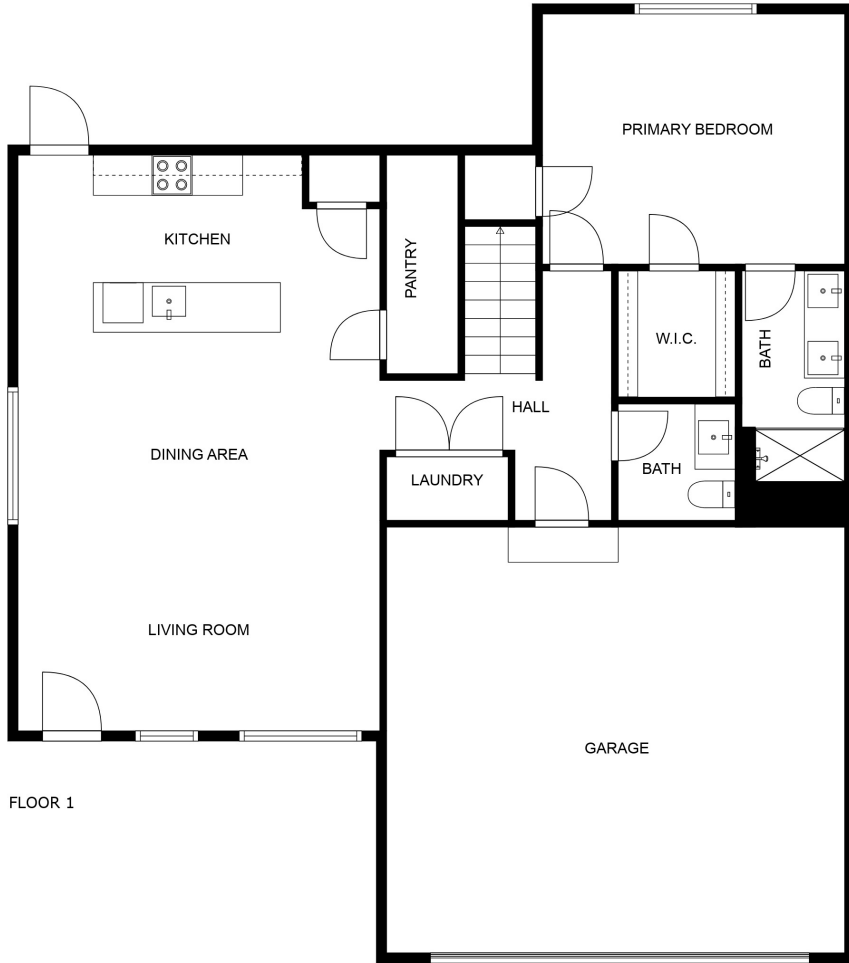 PRIMARY BEDROOM
KITCHEN
PANTRY
W.I.C.
BATH
HALL
DINING AREA
BATH
LAUNDRY
LIVING ROOM
GARAGE
FLOOR 1